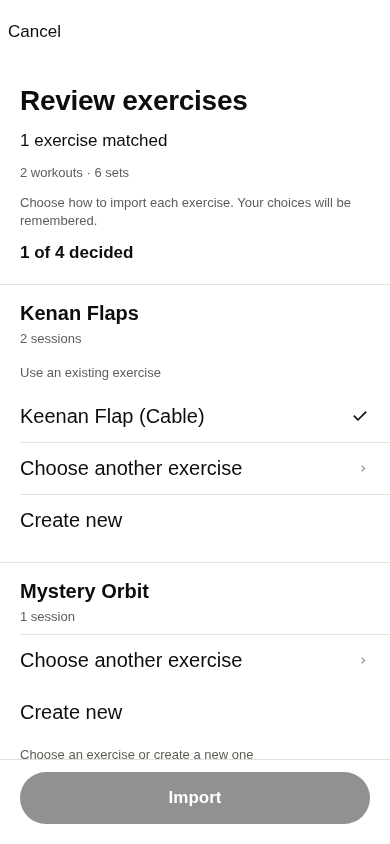 Cancel
Review exercises
1 exercise matched
2 workouts · 6 sets
Choose how to import each exercise. Your choices will be
remembered.
1 of 4 decided
Kenan Flaps
2 sessions
Use an existing exercise
Keenan Flap (Cable)
Choose another exercise
Create new
Mystery Orbit
1 session
Choose another exercise
Create new
Choose an exercise or create a new one
Import